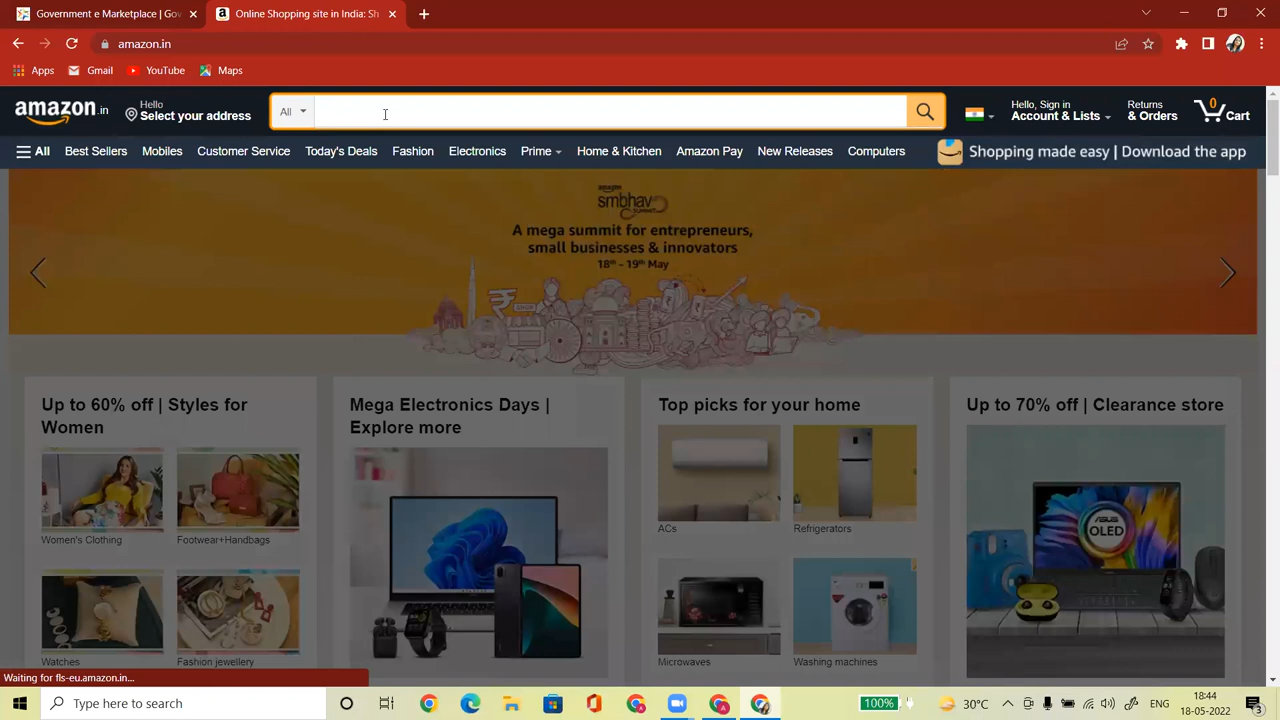 Government e Marketplace | Gov
Online Shopping site in India: Sh
amazon.in
Apps
Gmail
YouTube
Maps
amazon.in
Hello
Select your address
All
Hello, Sign in
Account & Lists
Returns
& Orders
0
Cart
All
Best Sellers
Mobiles
Customer Service
Today's Deals
Fashion
Electronics
Prime
Home & Kitchen
Amazon Pay
New Releases
Computers
Shopping made easy | Download the app
amazon
smbhav
SUMMIT
A mega summit for entrepreneurs,
small businesses & innovators
18th - 19th May
Up to 60% off | Styles for
Women
Women's Clothing
Footwear+Handbags
Watches
Fashion jewellery
Mega Electronics Days |
Explore more
Top picks for your home
ACs
Refrigerators
Microwaves
Washing machines
Up to 70% off | Clearance store
ASUS
OLED
Waiting for fls-eu.amazon.in...
Type here to search
100%
30°C
ENG
18:44
18-05-2022
3